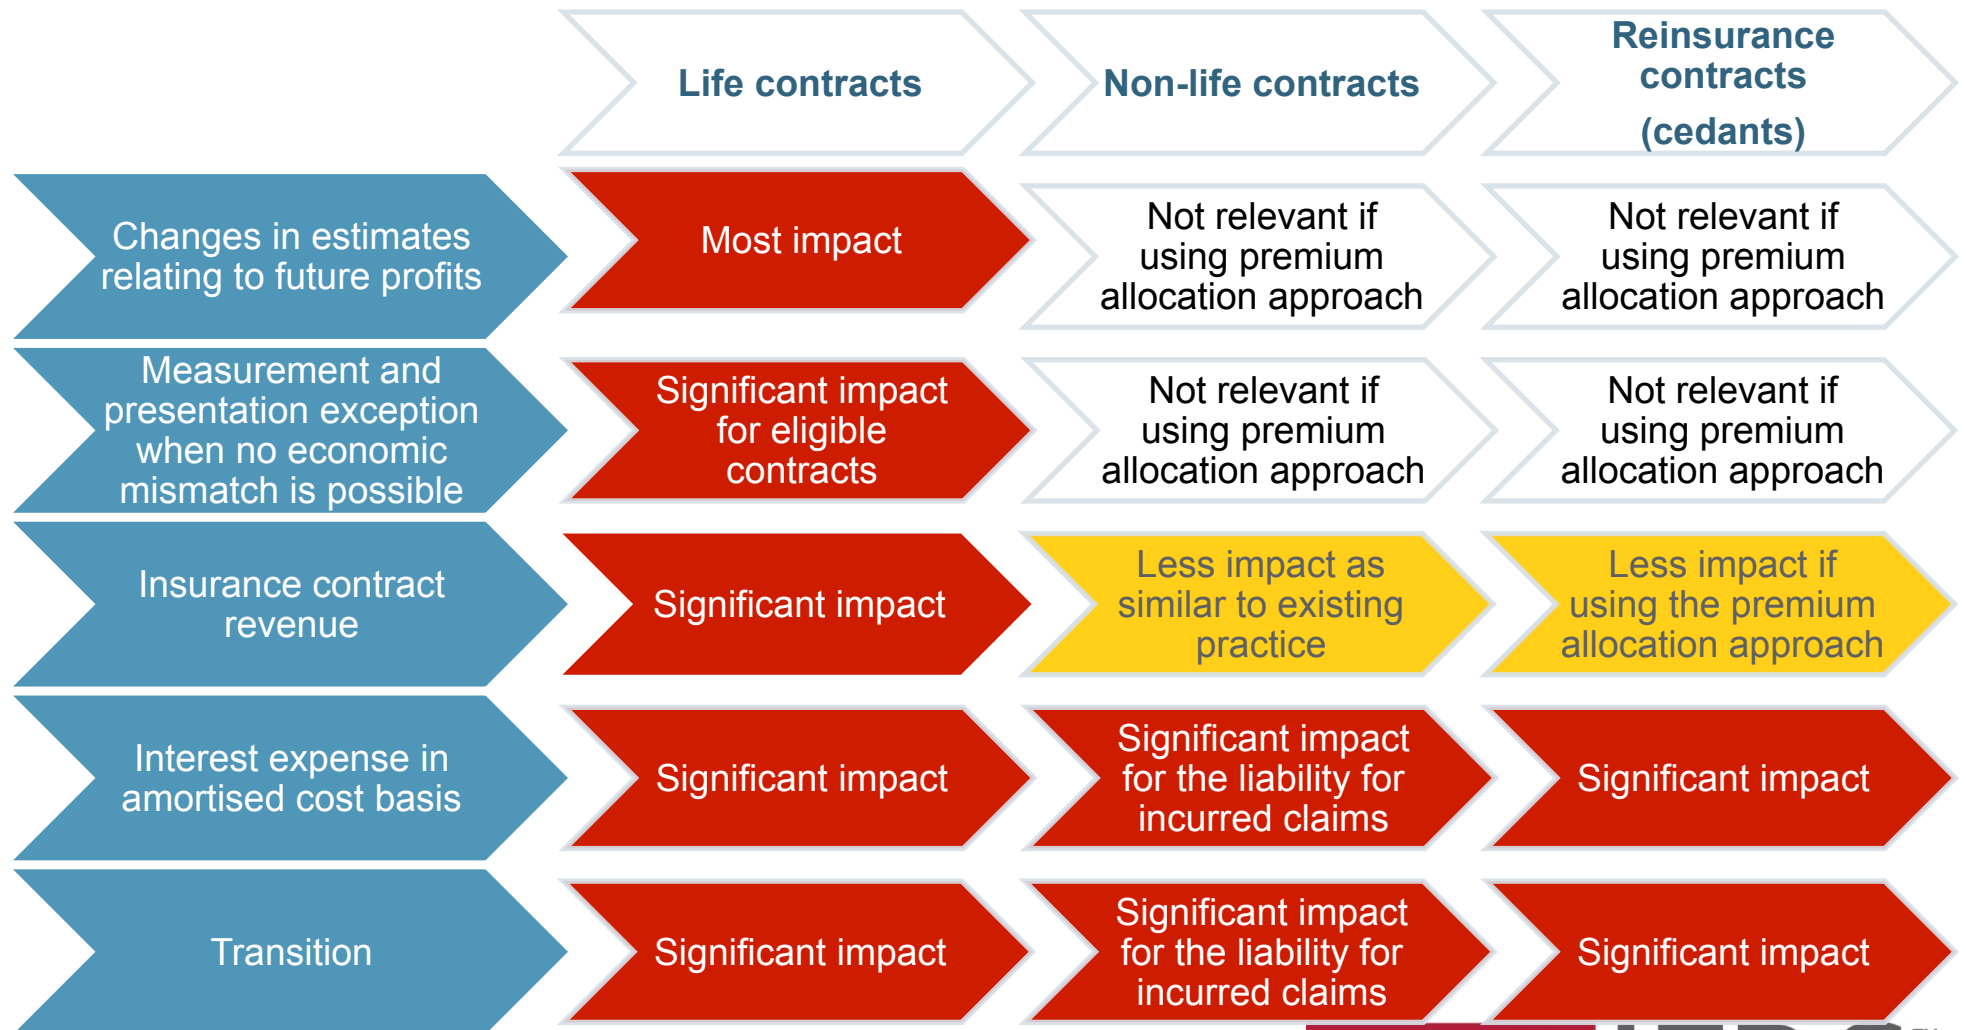 Life contracts
Non-life contracts
Reinsurance
contracts
(cedants)
Changes in estimates
relating to future profits
Most impact
Not relevant if
using premium
allocation approach
Not relevant if
using premium
allocation approach
Measurement and
presentation exception
when no economic
mismatch is possible
Significant impact
for eligible
contracts
Not relevant if
using premium
allocation approach
Not relevant if
using premium
allocation approach
Insurance contract
revenue
Significant impact
Less impact as
similar to existing
practice
Less impact if
using the premium
allocation approach
Interest expense in
amortised cost basis
Significant impact
Significant impact
for the liability for
incurred claims
Significant impact
Transition
Significant impact
Significant impact
for the liability for
incurred claims
Significant impact